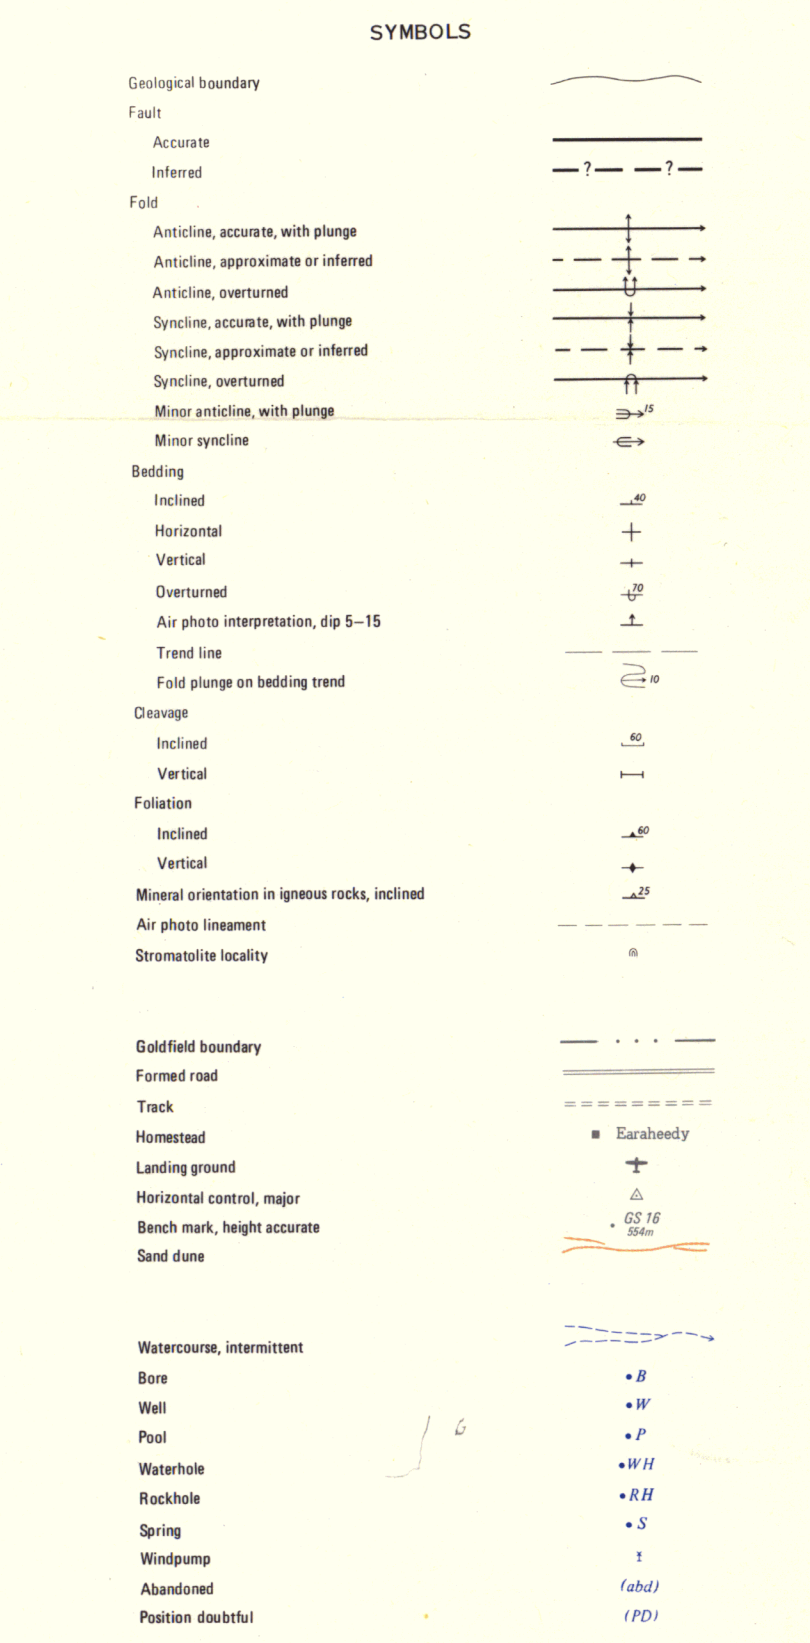 SYMBOLS
Geological boundary
Fault
Accurate
Inferred ? ?
Fold
Anticline, accurate, with plunge
Anticline, approximate or inferred
Anticline, overturned
Syncline, accurate, with plunge
Syncline, approximate or inferred
Syncline, overturned
Minor anticline, with plunge 15
Minor syncline
Bedding
Inclined 40
Horizontal
Vertical
Overturned 70
Air photo interpretation, dip 5–15
Trend line
Fold plunge on bedding trend 10
Cleavage
Inclined 60
Vertical
Foliation
Inclined 60
Vertical
Mineral orientation in igneous rocks, inclined 25
Air photo lineament
Stromatolite locality
Goldfield boundary
Formed road
Track
Homestead Earaheedy
Landing ground
Horizontal control, major
Bench mark, height accurate GS 16
554m
Sand dune
Watercourse, intermittent
Bore B
Well W
Pool P
Waterhole WH
Rockhole RH
Spring S
Windpump
Abandoned (abd)
Position doubtful (PD)